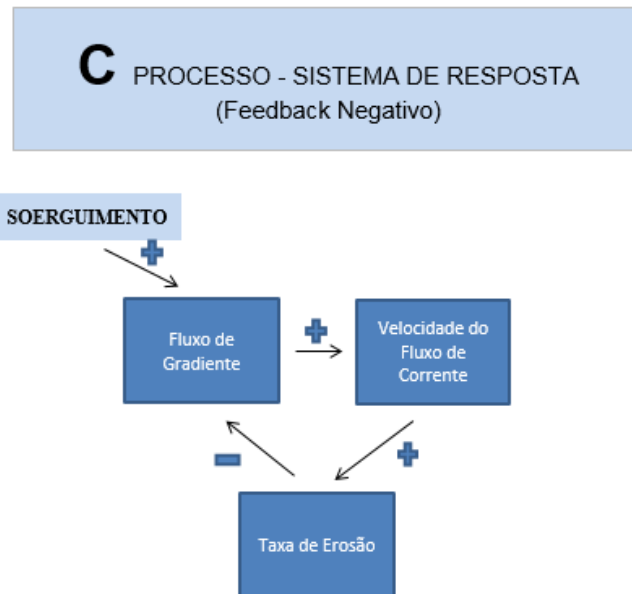 C PROCESSO - SISTEMA DE RESPOSTA
(Feedback Negativo)
SOERGUIMENTO
Fluxo de
Gradiente
Velocidade do
Fluxo de
Corrente
Taxa de Erosão